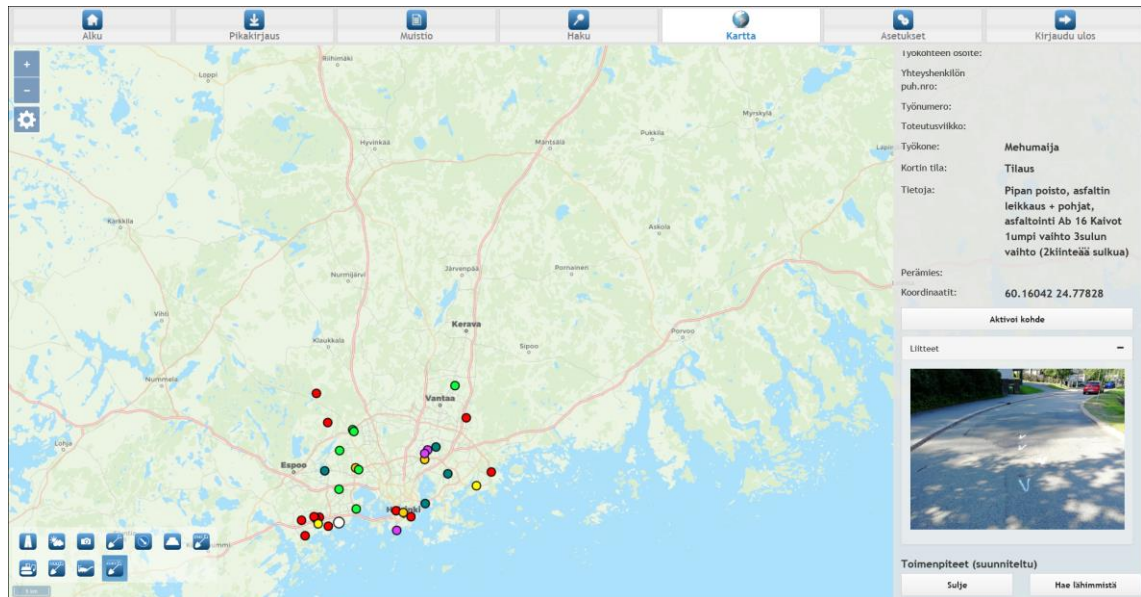 Alku
Pikakirjaus
Muistio
Haku
Kartta
Asetukset
Kirjaudu ulos
+
−
Riihimäki
Loppi
Hyvinkää
Mäntsälä
Pukkila
Myrskylä
Karkkila
Askola
Nurmijärvi
Järvenpää
Pornainen
Vihti
Kerava
Porvoo
Klaukkala
Sipoo
Nummela
Vantaa
Lohja
Espoo
Työkohteen osoite:
Yhteyshenkilön
puh.nro:
Työnumero:
Toteutusviikko:
Työkone: Mehumaija
Kortin tila: Tilaus
Tietoja: Pipan poisto, asfaltin
leikkaus + pohjat,
asfaltointi Ab 16 Kaivot
1umpi vaihto 3sulun
vaihto (2kiinteää sulkua)
Perämies:
Koordinaatit: 60.16042 24.77828
Aktivoi kohde
Liitteet −
Toimenpiteet (suunniteltu)
Sulje
Hae lähimmistä